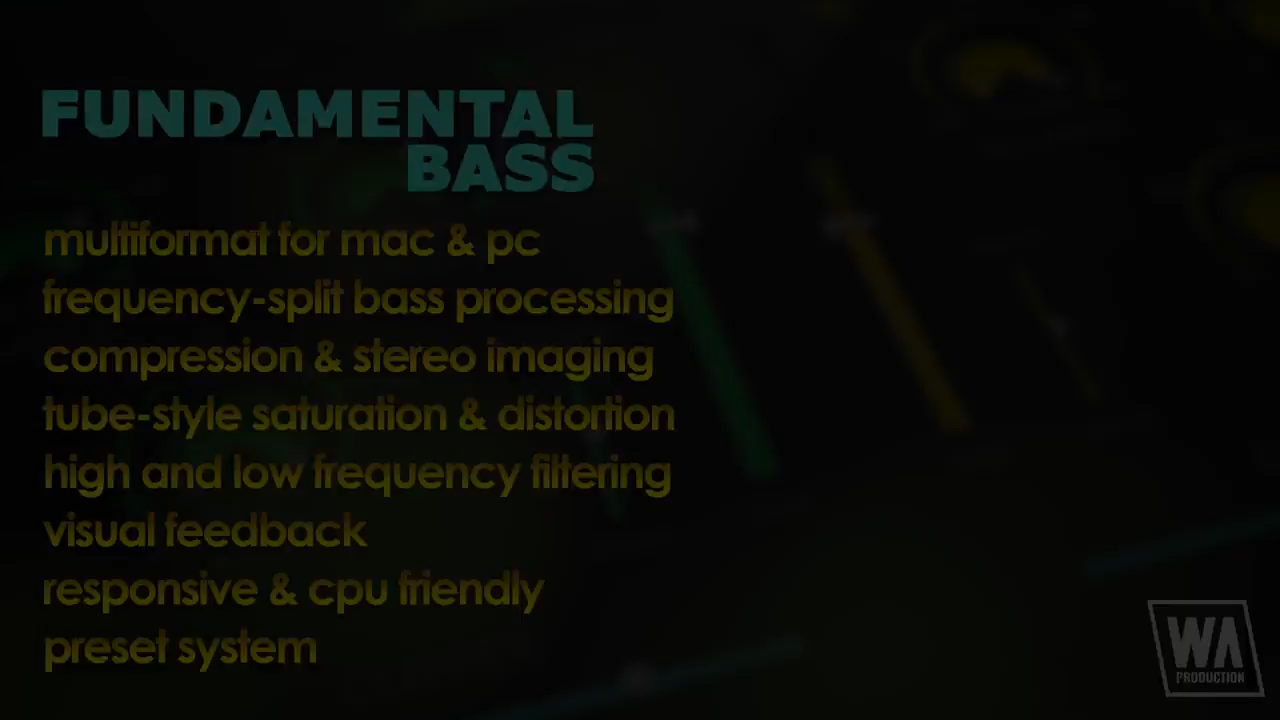 FUNDAMENTAL
BASS
multiformat for mac & pc
frequency-split bass processing
compression & stereo imaging
tube-style saturation & distortion
high and low frequency filtering
visual feedback
responsive & cpu friendly
preset system
WA
PRODUCTION